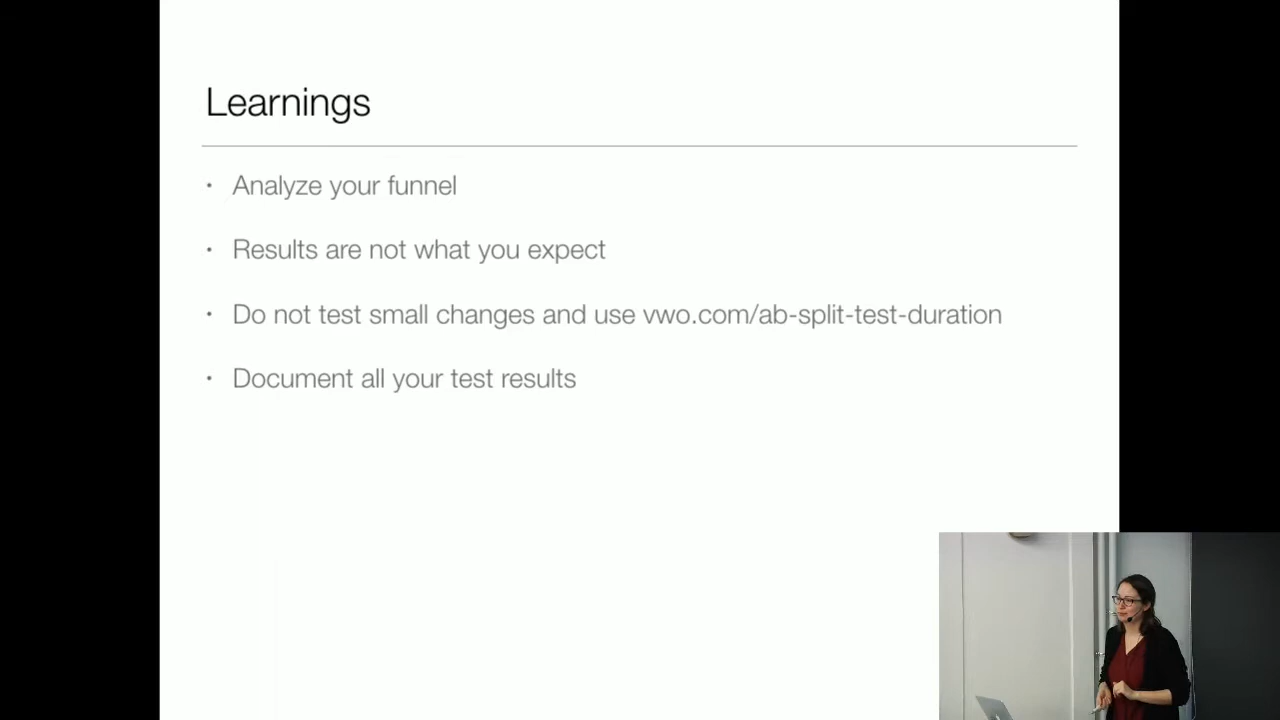 Learnings
• Analyze your funnel
• Results are not what you expect
• Do not test small changes and use vwo.com/ab-split-test-duration
• Document all your test results